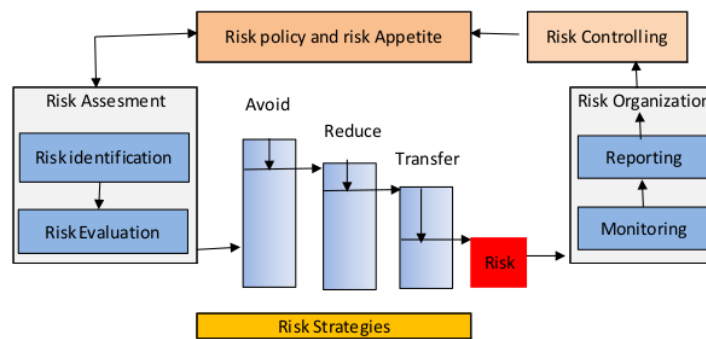 Risk policy and risk Appetite
Risk Controlling
Risk Assesment
Risk identification
Risk Evaluation
Avoid
Reduce
Transfer
Risk
Risk Organization
Reporting
Monitoring
Risk Strategies